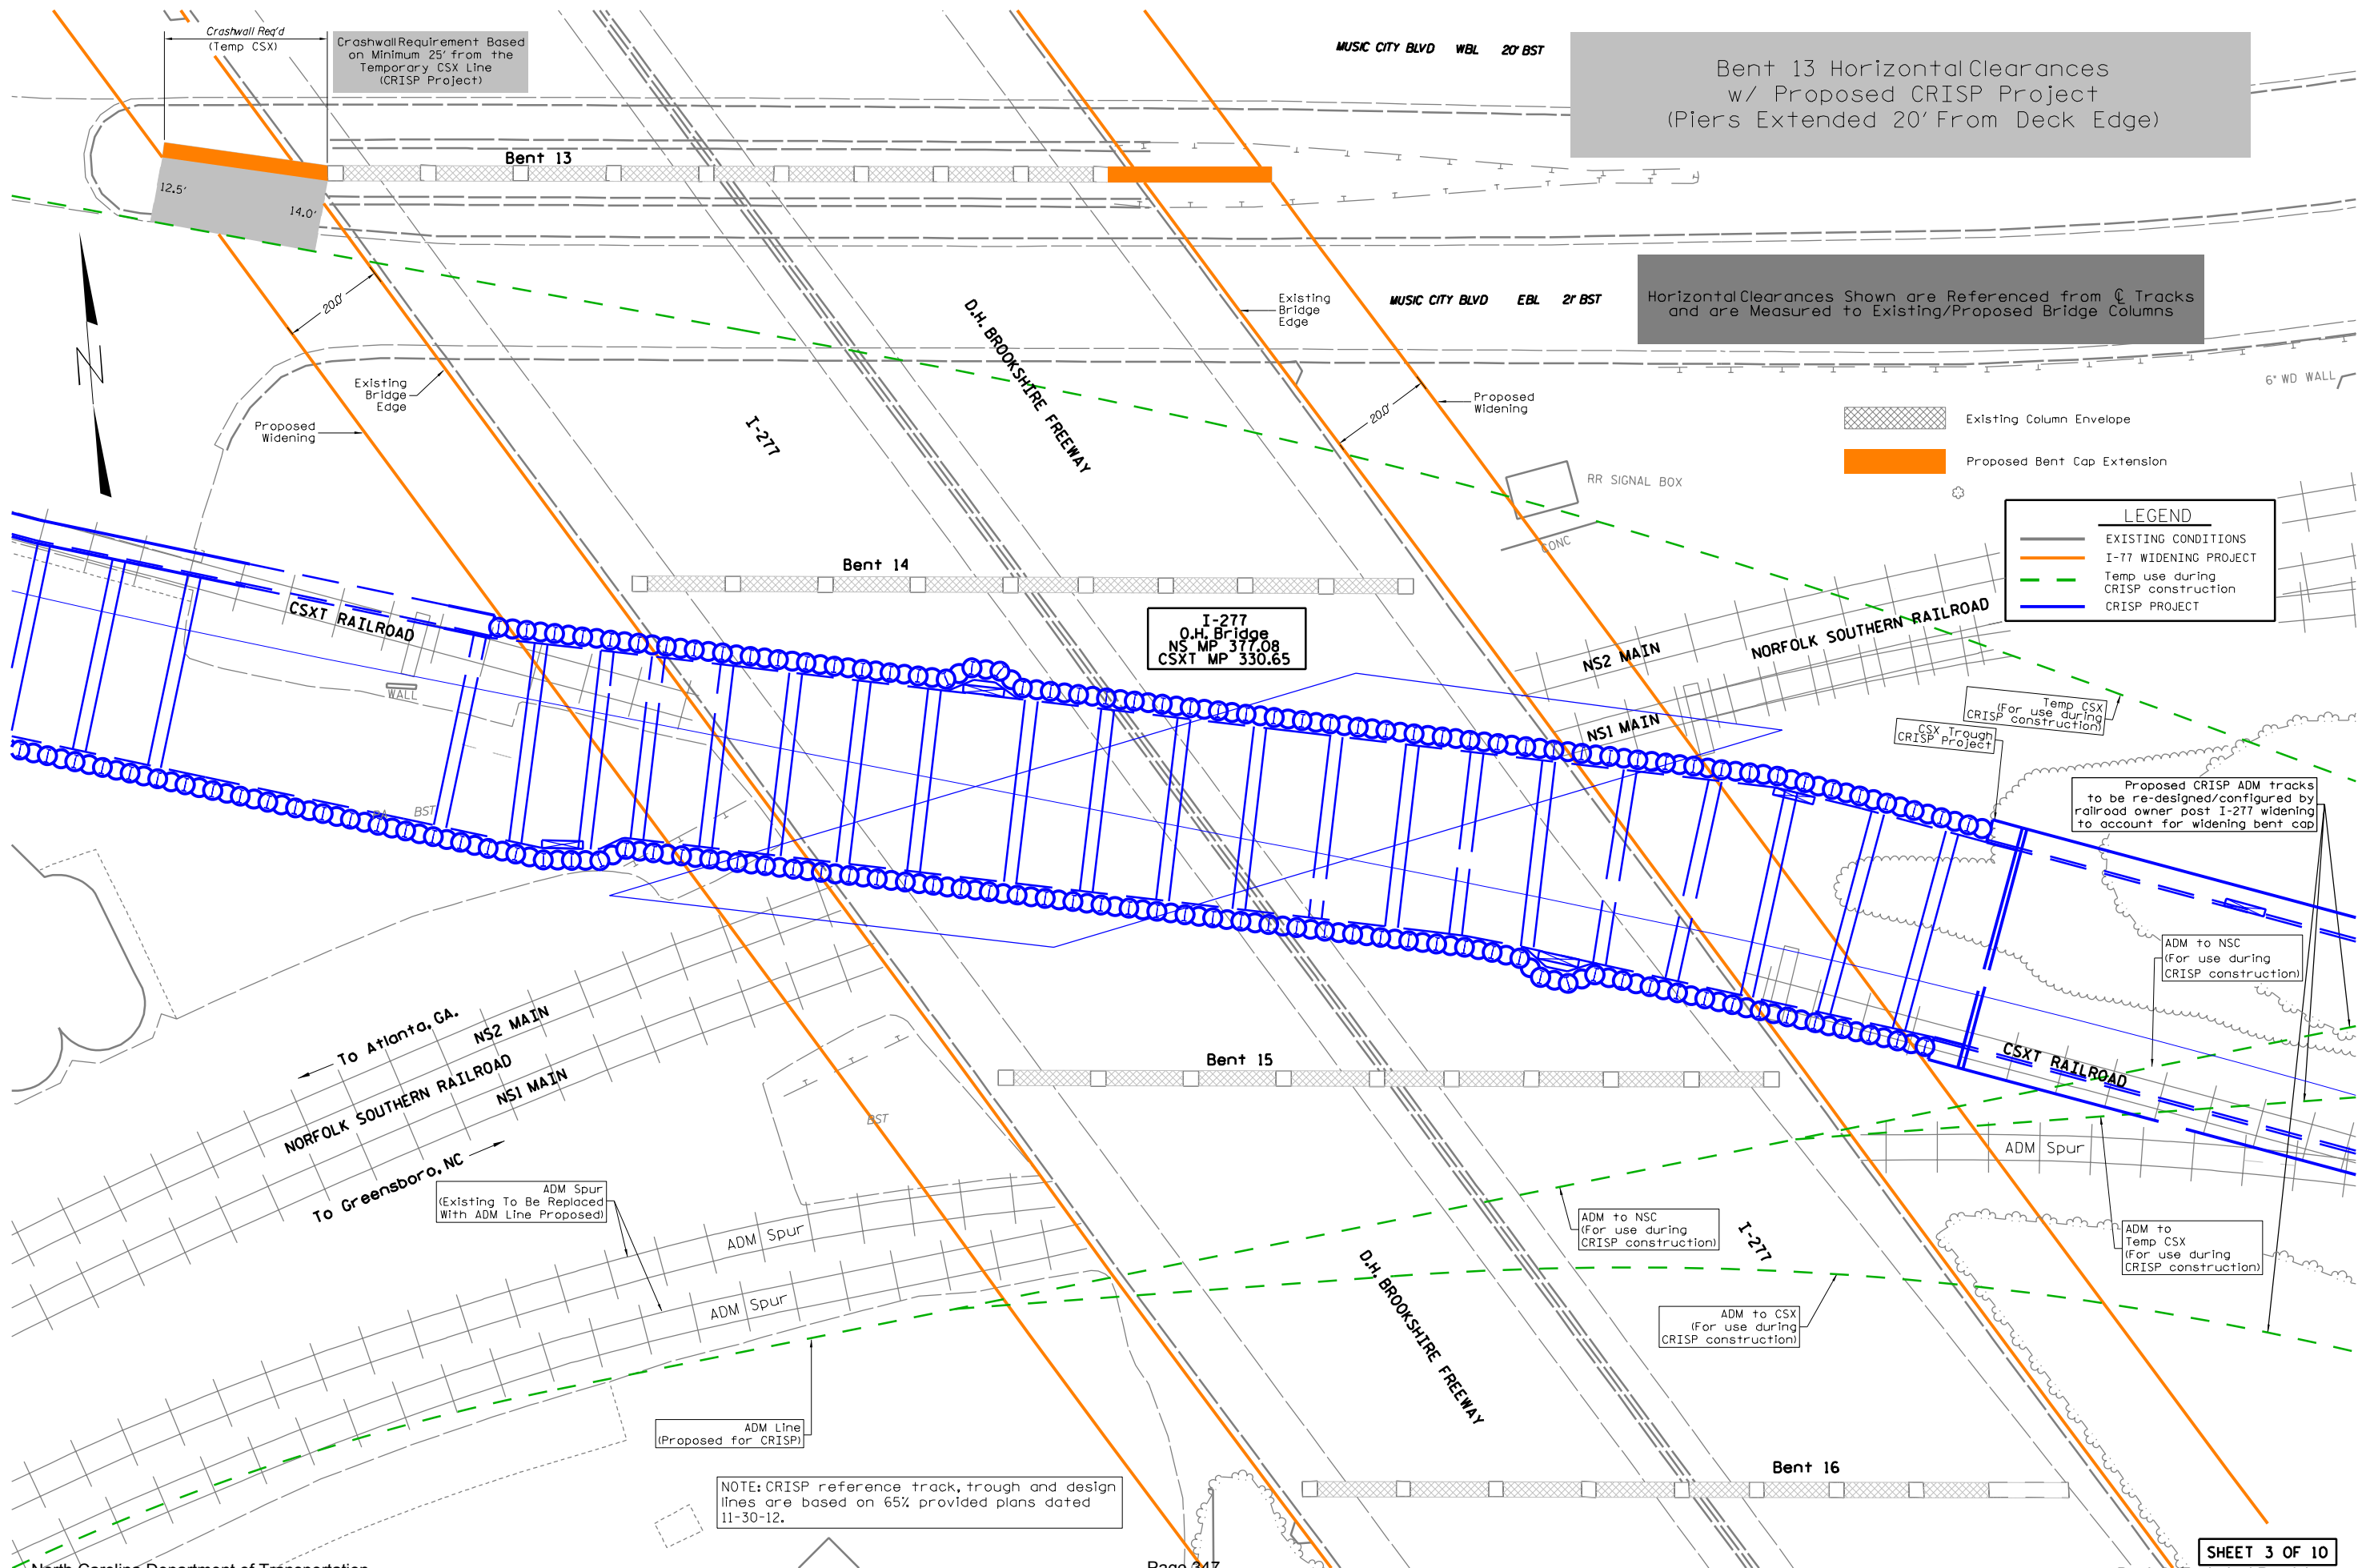 Crashwall Req'd
(Temp CSX)
Crashwall Requirement Based
on Minimum 25' from the
Temporary CSX Line
(CRISP Project)
MUSIC CITY BLVD WBL 20' BST
Bent 13 Horizontal Clearances
w/ Proposed CRISP Project
(Piers Extended 20' From Deck Edge)
Bent 13
12.5'
14.0'
20.0'
D.H. BROOKSHIRE FREEWAY
Existing
Bridge
Edge
MUSIC CITY BLVD EBL 21' BST
Horizontal Clearances Shown are Referenced from ℄ Tracks
and are Measured to Existing/Proposed Bridge Columns
N
6" WD WALL
Existing
Bridge
Edge
Proposed
Widening
I-277
20.0'
Proposed
Widening
Existing Column Envelope
Proposed Bent Cap Extension
RR SIGNAL BOX
CONC
LEGEND
EXISTING CONDITIONS
I-77 WIDENING PROJECT
Temp use during
CRISP construction
CRISP PROJECT
Bent 14
CSXT RAILROAD
I-277
O.H. Bridge
NS MP 377.08
CSXT MP 330.65
NS2 MAIN
NORFOLK SOUTHERN RAILROAD
NS1 MAIN
WALL
Temp CSX
(For use during
CRISP construction)
CSX Trough
CRISP Project
Proposed CRISP ADM tracks
to be re-designed/configured by
railroad owner post I-277 widening
to account for widening bent cap
BST
ADM to NSC
(For use during
CRISP construction)
To Atlanta, GA.
NS2 MAIN
NORFOLK SOUTHERN RAILROAD
NS1 MAIN
To Greensboro, NC
Bent 15
CSXT RAILROAD
BST
ADM Spur
ADM Spur
(Existing To Be Replaced
With ADM Line Proposed)
ADM Spur
ADM Spur
ADM to NSC
(For use during
CRISP construction)
I-277
ADM to
Temp CSX
(For use during
CRISP construction)
D.H. BROOKSHIRE FREEWAY
ADM to CSX
(For use during
CRISP construction)
ADM Line
(Proposed for CRISP)
Bent 16
NOTE: CRISP reference track, trough and design
lines are based on 65% provided plans dated
11-30-12.
SHEET 3 OF 10
North Carolina Department of Transportation
Page 347